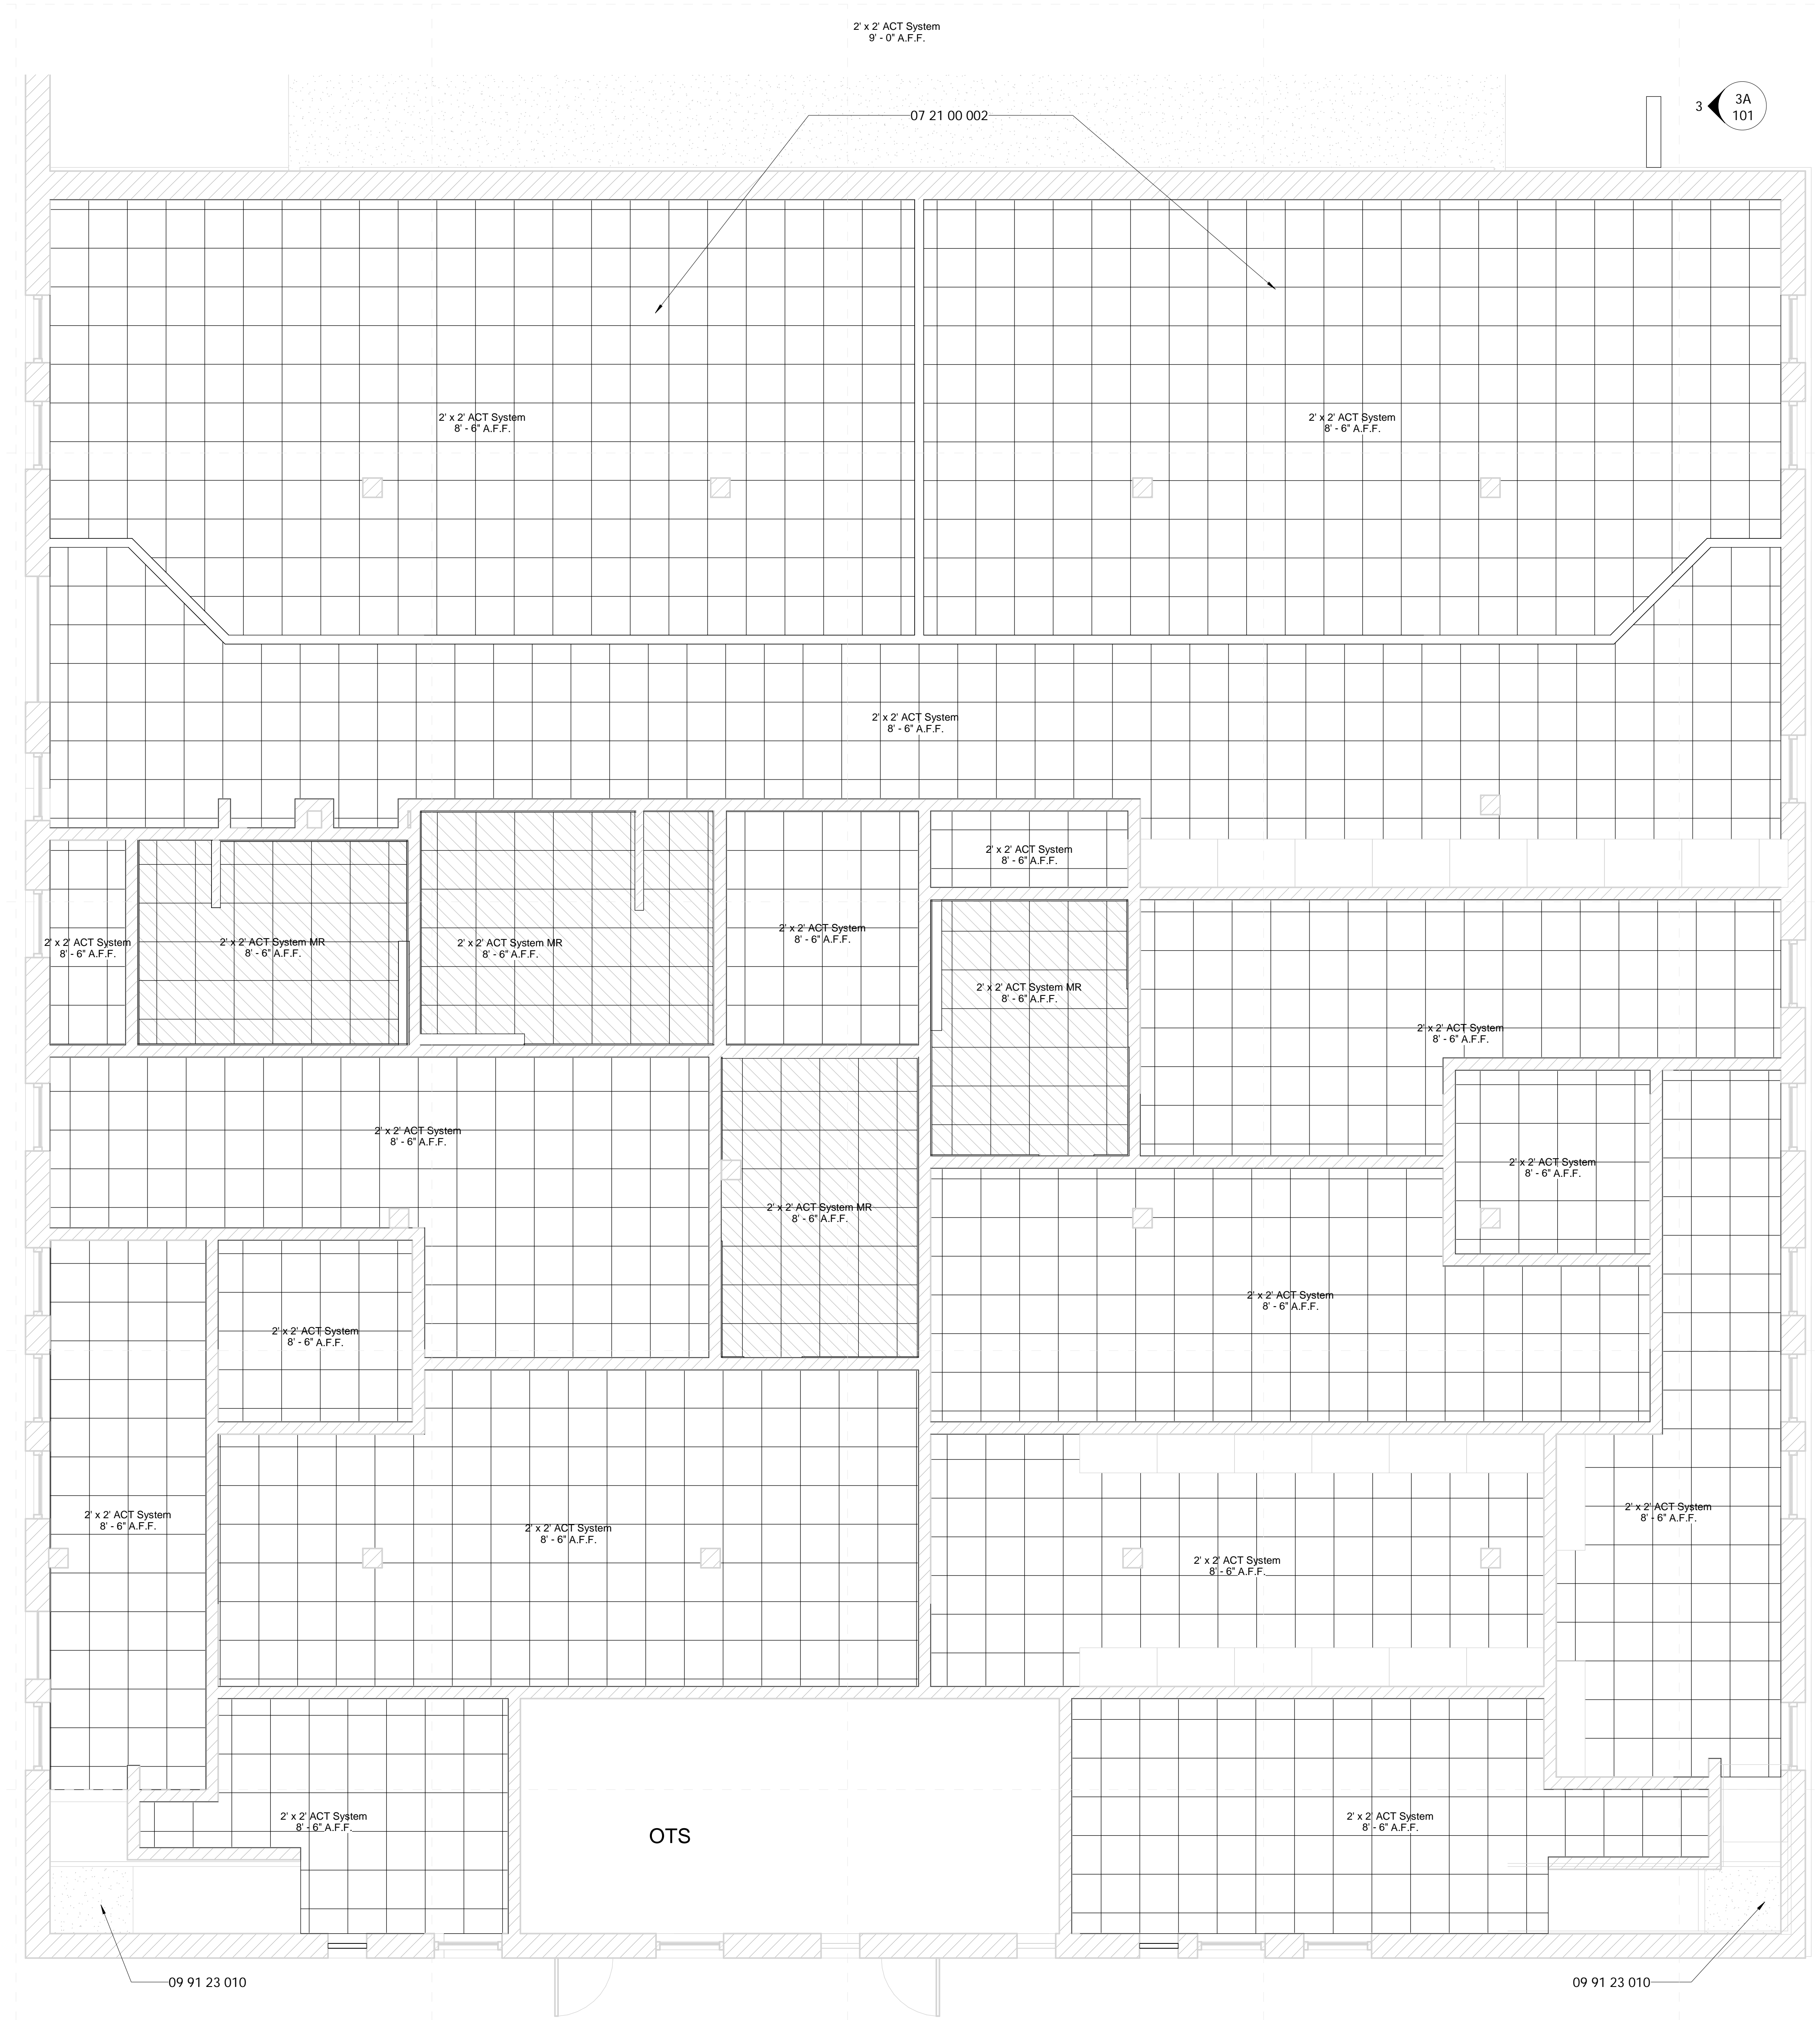 2' x 2' ACT System
9' - 0" A.F.F.
07 21 00 002
3
3A
101
2' x 2' ACT System
8' - 6" A.F.F.
2' x 2' ACT System
8' - 6" A.F.F.
2' x 2' ACT System
8' - 6" A.F.F.
2' x 2' ACT System
8' - 6" A.F.F.
2' x 2' ACT System
8' - 6" A.F.F.
2' x 2' ACT System MR
8' - 6" A.F.F.
2' x 2' ACT System MR
8' - 6" A.F.F.
2' x 2' ACT System
8' - 6" A.F.F.
2' x 2' ACT System MR
8' - 6" A.F.F.
2' x 2' ACT System
8' - 6" A.F.F.
2' x 2' ACT System
8' - 6" A.F.F.
2' x 2' ACT System
8' - 6" A.F.F.
2' x 2' ACT System MR
8' - 6" A.F.F.
2' x 2' ACT System
8' - 6" A.F.F.
2' x 2' ACT System
8' - 6" A.F.F.
2' x 2' ACT System
8' - 6" A.F.F.
2' x 2' ACT System
8' - 6" A.F.F.
2' x 2' ACT System
8' - 6" A.F.F.
2' x 2' ACT System
8' - 6" A.F.F.
2' x 2' ACT System
8' - 6" A.F.F.
OTS
2' x 2' ACT System
8' - 6" A.F.F.
09 91 23 010
09 91 23 010